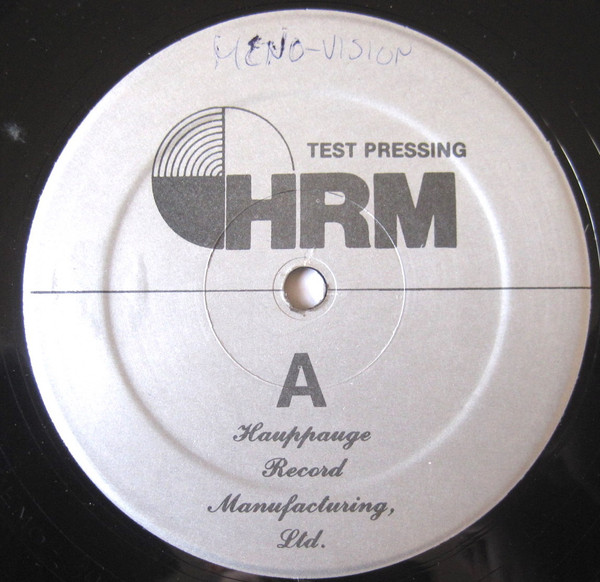 MENO-VISION
TEST PRESSING
HRM
A
Hauppauge
Record
Manufacturing,
Ltd.